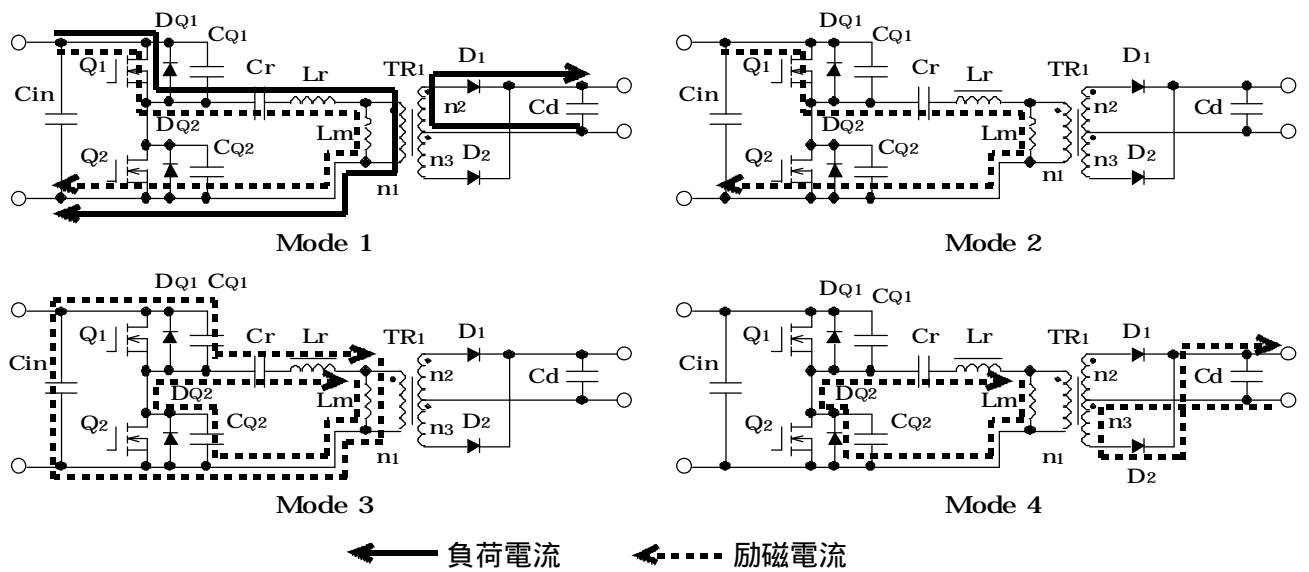 DQ1
CQ1
Q1
Cr
Lr
TR1
D1
Cin
n2
Cd
DQ2
Lm
Q2
CQ2
n3
D2
n1
Mode 1
DQ1
CQ1
Q1
Cr
Lr
TR1
D1
Cin
n2
Cd
DQ2
Lm
Q2
CQ2
n3
D2
n1
Mode 2
DQ1
CQ1
Q1
Cr
Lr
TR1
D1
Cin
n2
Cd
DQ2
Lm
Q2
CQ2
n3
D2
n1
Mode 3
DQ1
CQ1
Q1
Cr
Lr
TR1
D1
Cin
n2
Cd
DQ2
Lm
Q2
CQ2
n3
D2
n1
Mode 4
負荷電流
励磁電流